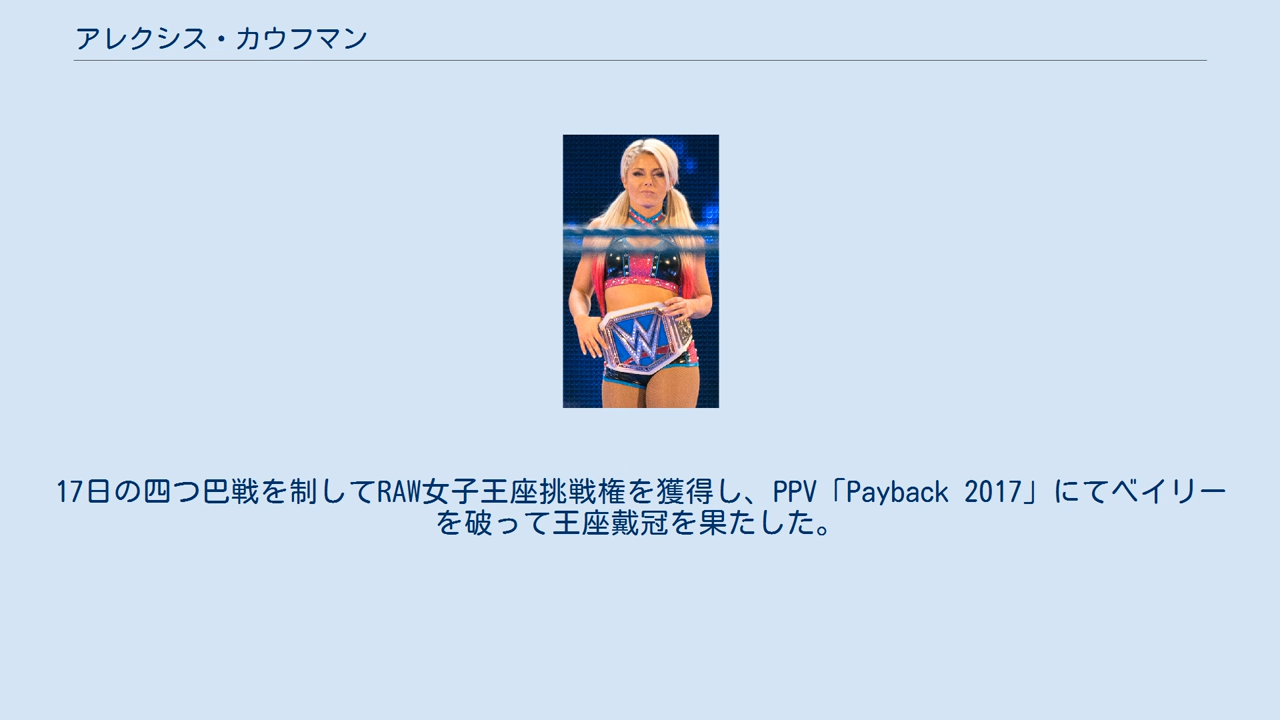 アレクシス・カウフマン
17日の四つ巴戦を制してRAW女子王座挑戦権を獲得し、PPV「Payback 2017」にてベイリー
を破って王座戴冠を果たした。